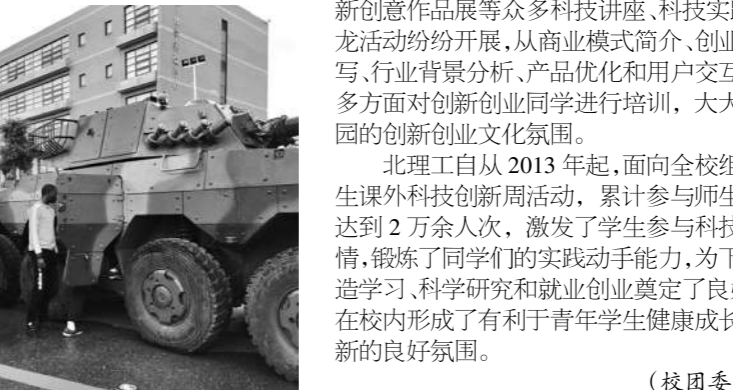 新创意作品展等众多科技讲座、科技实践
龙活动纷纷开展，从商业模式简介、创业
写、行业背景分析、产品优化和用户交互
多方面对创新创业同学进行培训，大大
园的创新创业文化氛围。
北理工自从 2013 年起，面向全校组
生课外科技创新周活动，累计参与师生
达到 2 万余人次，激发了学生参与科技
情，锻炼了同学们的实践动手能力，为下
造学习、科学研究和就业创业奠定了良
在校内形成了有利于青年学生健康成长
新的良好氛围。
（校团委